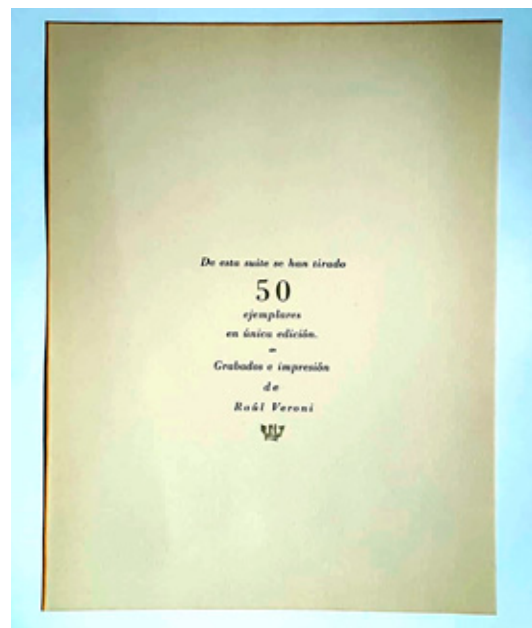 De esta suite se han tirado
50
ejemplares
en única edición.
Grabados e impresión
de
Raúl Veroni